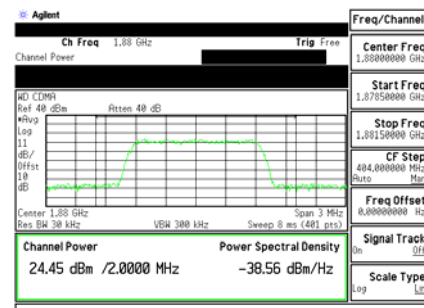 Agilent
Ch Freq 1.88 GHz Trig Free
Channel Power
WD CDMA
Ref 40 dBm Atten 40 dB
#Avg
Log
11
dB/
Offst
10
dB
Center 1.88 GHz Span 3 MHz
Res BW 30 kHz VBW 300 kHz Sweep 8 ms (401 pts)
Channel Power Power Spectral Density
24.45 dBm /2.0000 MHz -38.56 dBm/Hz
Freq/Channel
Center Freq
1.88000000 GHz
Start Freq
1.87850000 GHz
Stop Freq
1.88150000 GHz
CF Step
404.000000 MHz
Auto Man
Freq Offset
0.00000000 Hz
Signal Track
On Off
Scale Type
Log Lin